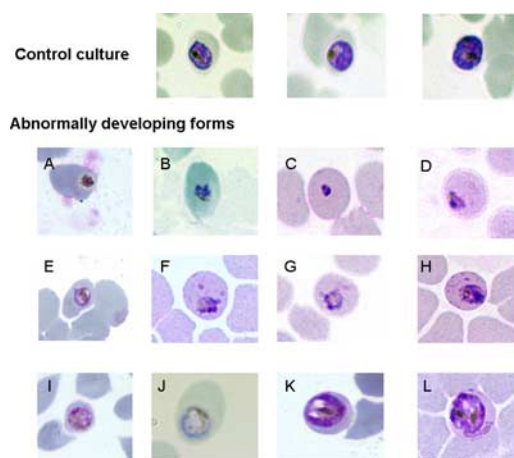 Control culture
Abnormally developing forms
A B C D
E F G H
I J K L